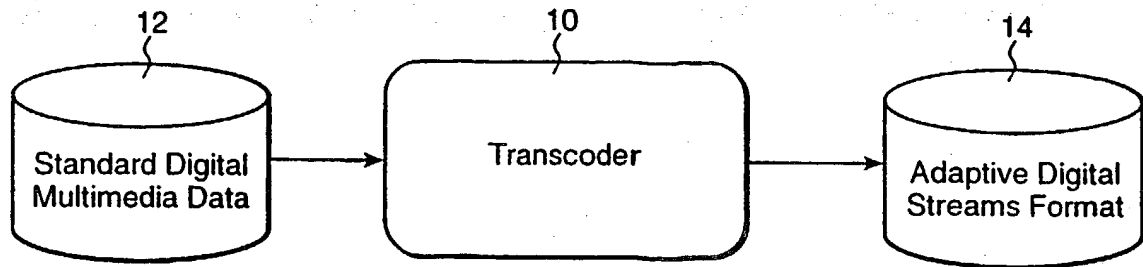 12
10
14
Standard Digital
Multimedia Data
Transcoder
Adaptive Digital
Streams Format